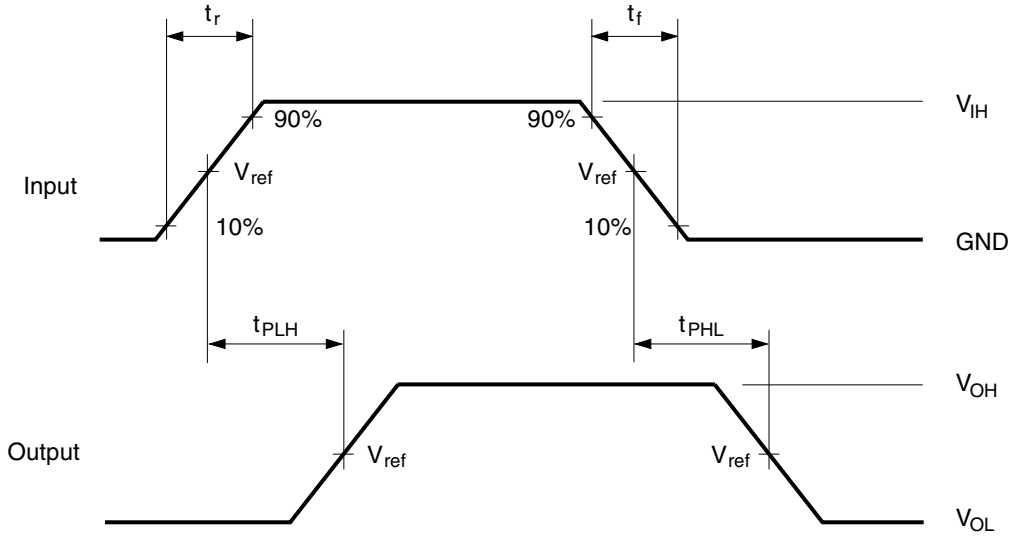 tr
tf
90%
90%
VIH
Vref
Vref
Input
10%
10%
GND
tPLH
tPHL
VOH
Output
Vref
Vref
VOL